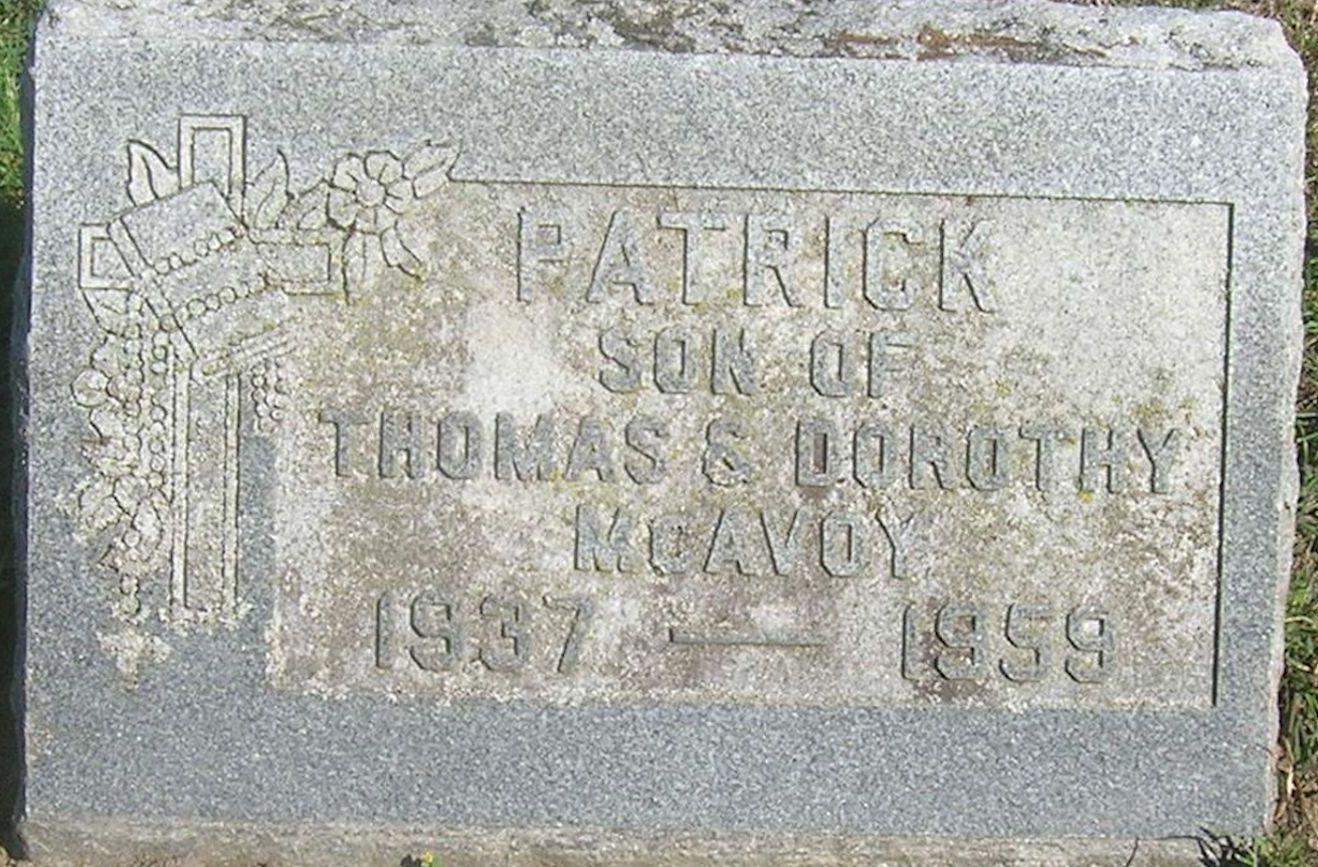 PATRICK
SON OF
THOMAS & DOROTHY
MCAVOY
1937 — 1959